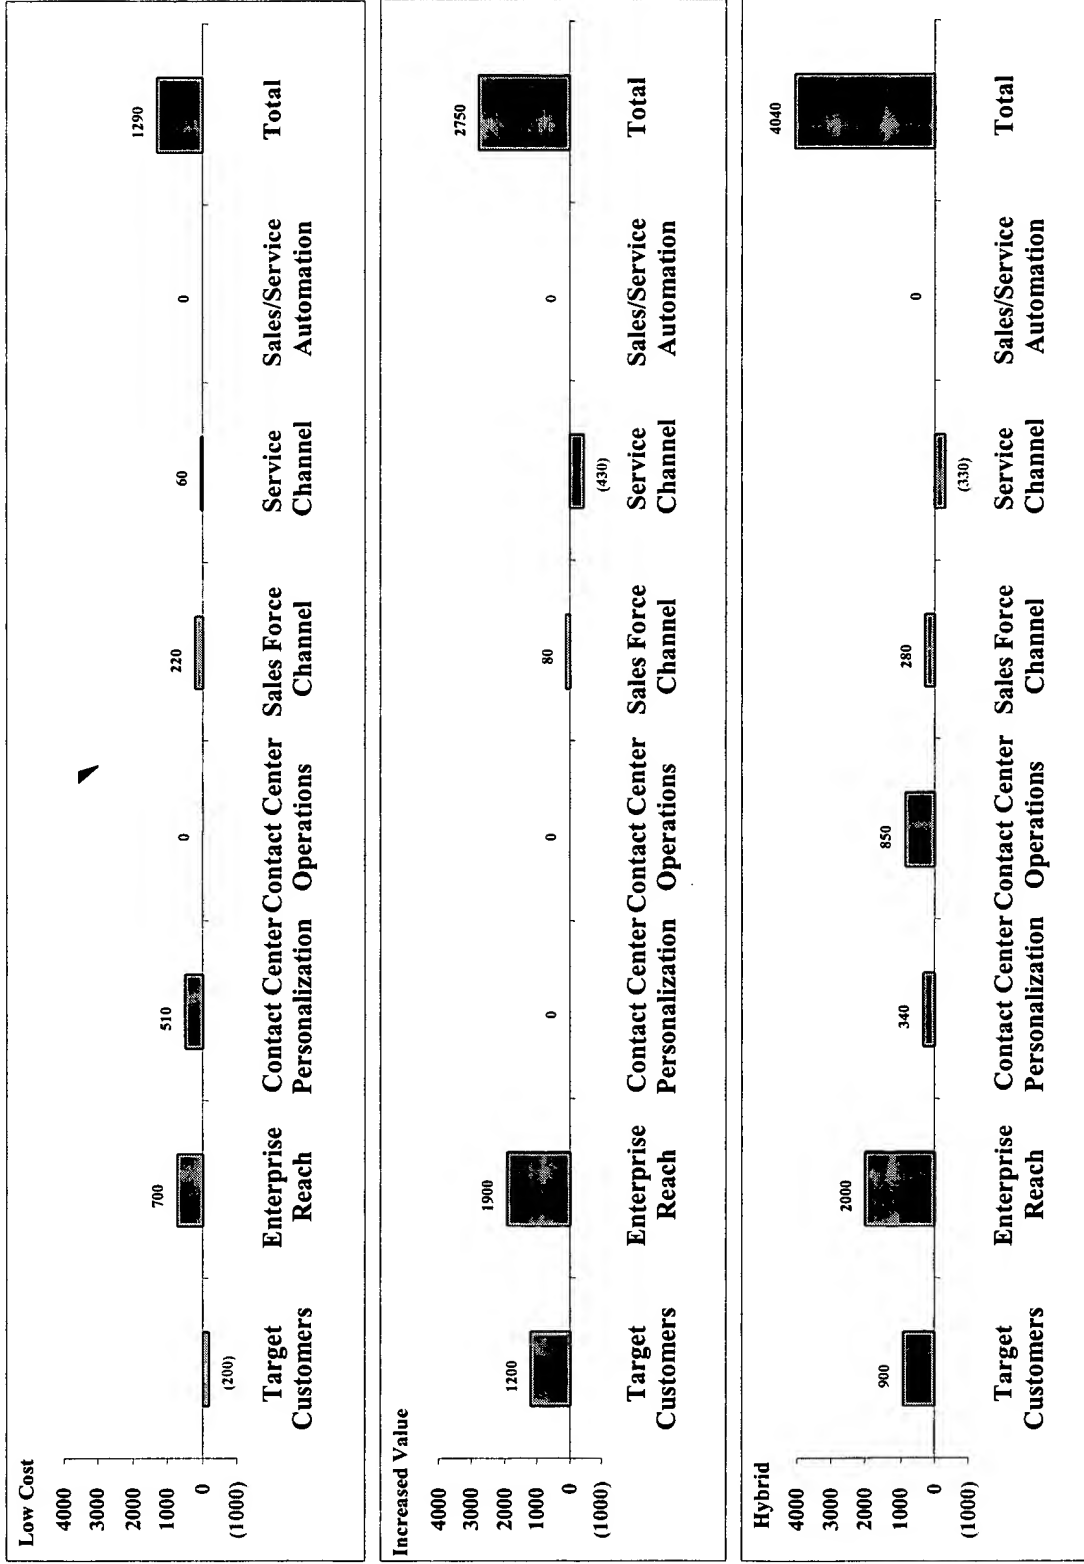 Low Cost
4000
3000
2000
1000
0
(1000)
(200)
700
510
0
220
60
0
1290
Target
Customers
Enterprise
Reach
Contact Center
Personalization
Contact Center
Operations
Sales Force
Channel
Service
Channel
Sales/Service
Automation
Total
Increased Value
4000
3000
2000
1000
0
(1000)
1200
1900
0
0
80
(430)
0
2750
Target
Customers
Enterprise
Reach
Contact Center
Personalization
Contact Center
Operations
Sales Force
Channel
Service
Channel
Sales/Service
Automation
Total
Hybrid
4000
3000
2000
1000
0
(1000)
900
2000
340
850
280
(330)
0
4040
Target
Customers
Enterprise
Reach
Contact Center
Personalization
Contact Center
Operations
Sales Force
Channel
Service
Channel
Sales/Service
Automation
Total